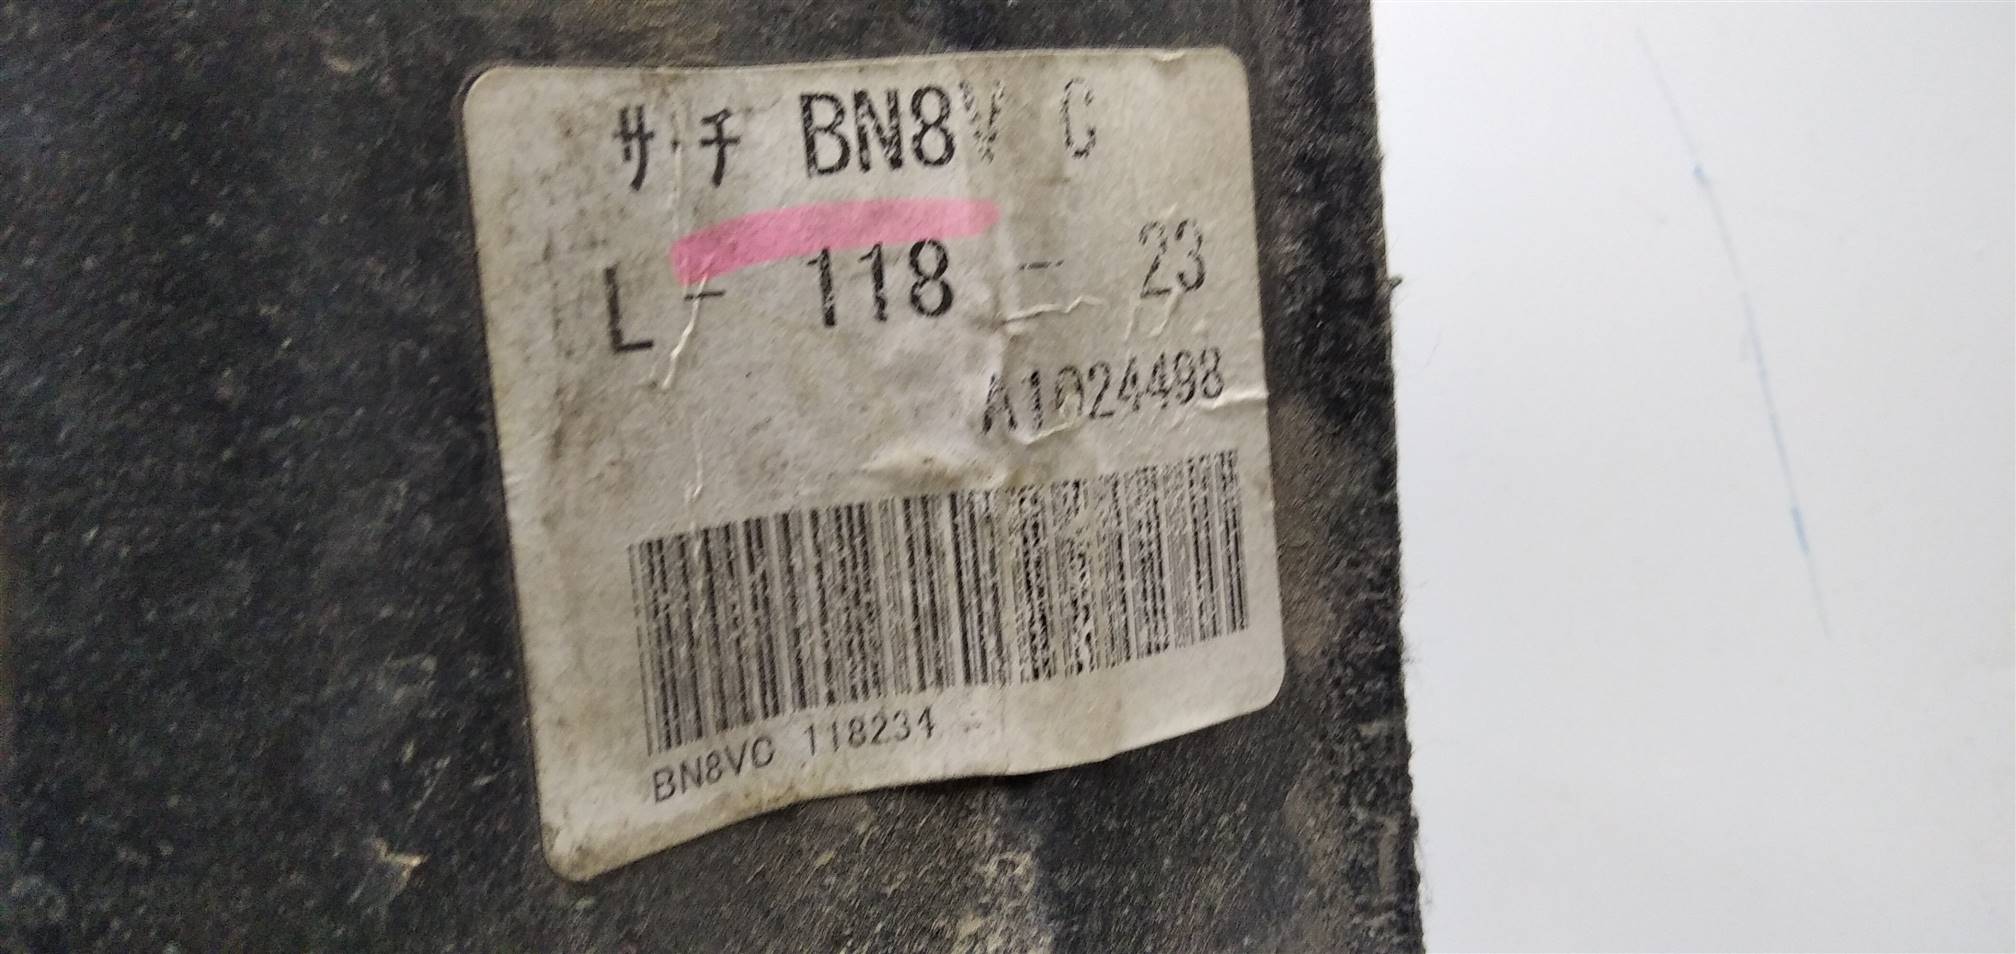 サ チ BN8V C
L - 118 - 23
A1024498
BN8VC 118234 -